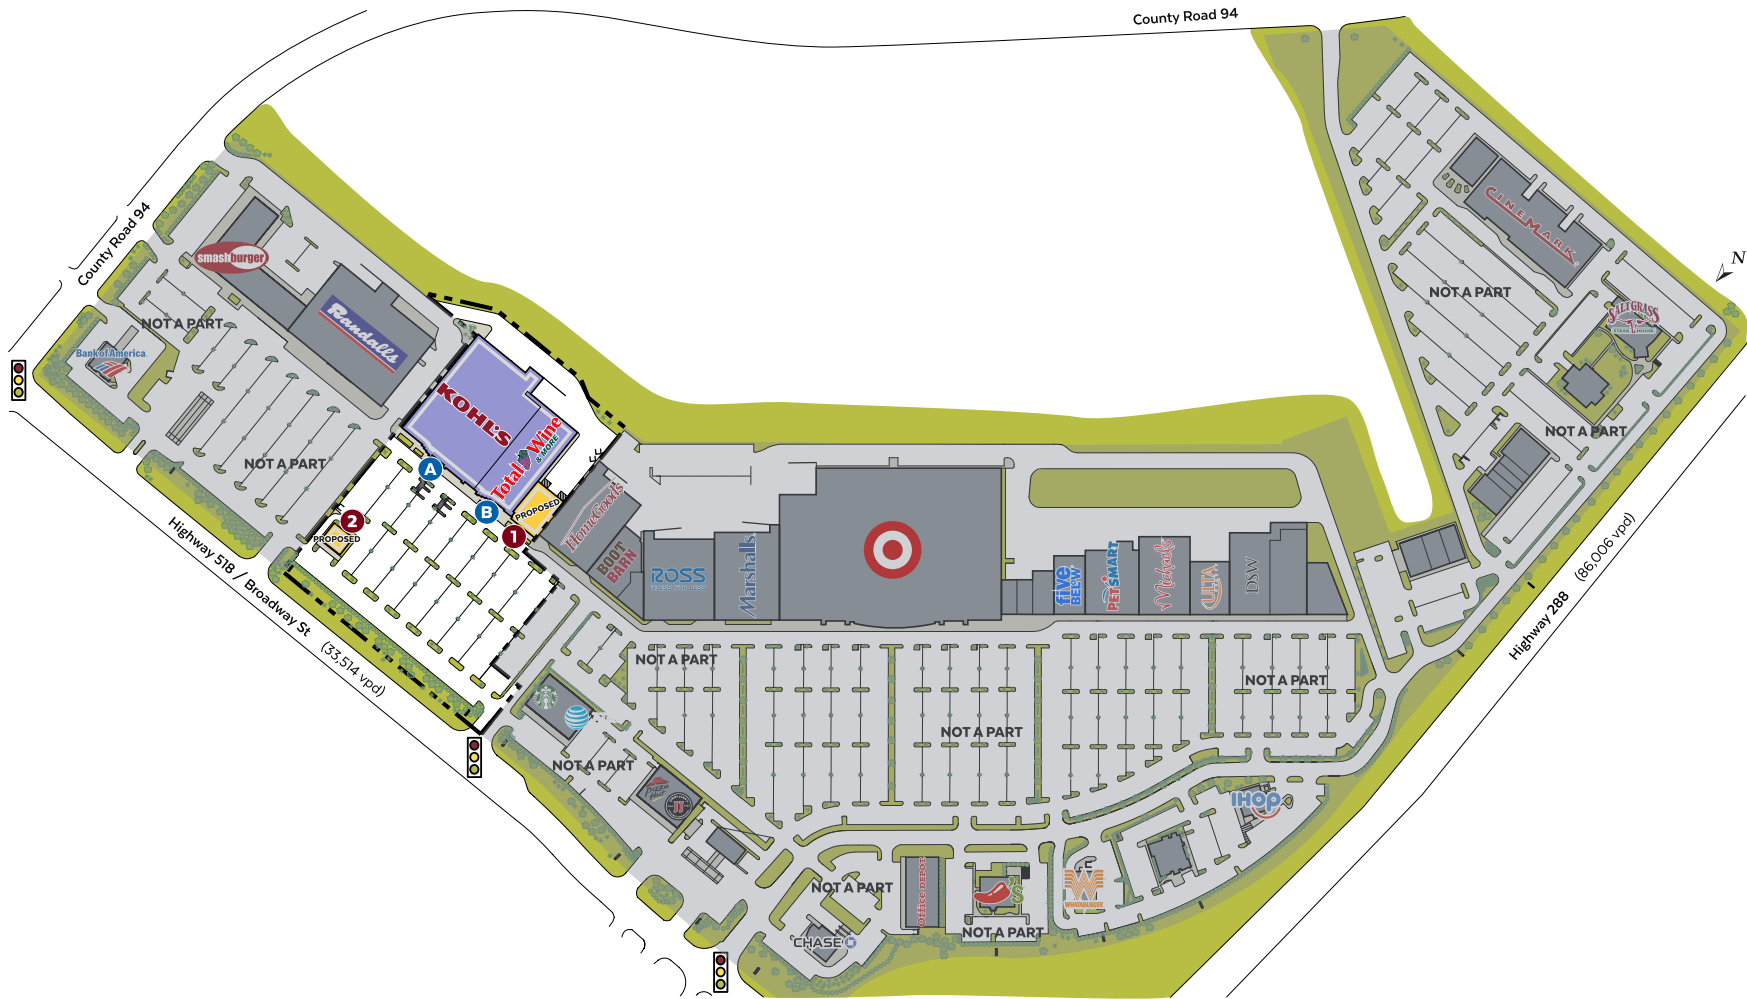 County Road 94
County Road 94
N
smashburger
Randalls
NOT A PART
Bank of America
NOT A PART
KOHL'S
Total Wine
& MORE
A
B
1
2
PROPOSED
PROPOSED
HomeGoods
BOOT
BARN
ROSS
DRESS FOR LESS
Marshalls
five
BELOW
PETSMART
Michaels
ULTA
DSW
CINEMARK
NOT A PART
SALTGRASS
STEAK HOUSE
NOT A PART
Highway 518 / Broadway St
(33,514 vpd)
Highway 288
(86,006 vpd)
NOT A PART
NOT A PART
NOT A PART
at&t
NOT A PART
Pizza
Hut
IHOP
NOT A PART
Office DEPOT
WHATABURGER
NOT A PART
CHASE